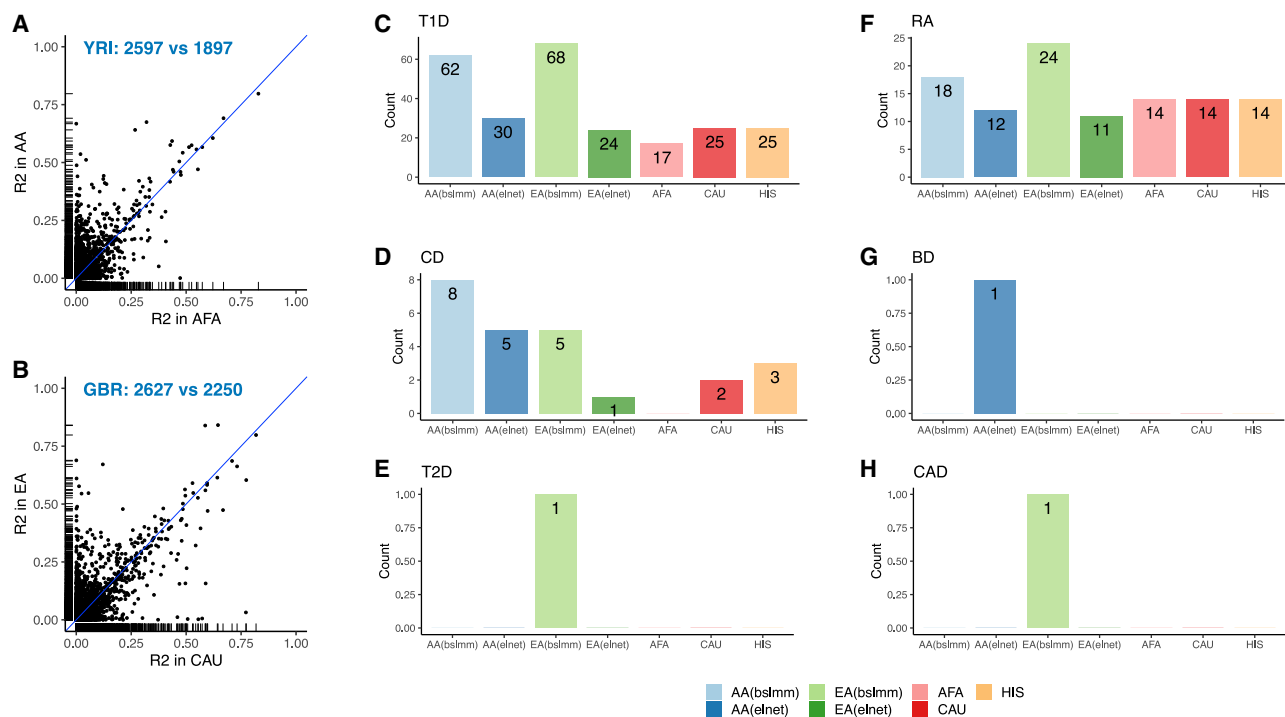 A
YRI: 2597 vs 1897
1.00
0.75
0.50
0.25
0.00
R2 in AA
0.00 0.25 0.50 0.75 1.00
R2 in AFA
B
GBR: 2627 vs 2250
1.00
0.75
0.50
0.25
0.00
R2 in EA
0.00 0.25 0.50 0.75 1.00
R2 in CAU
C T1D
60
40
20
0
Count
62 30 68 24 17 25 25
AA(bslmm) AA(elnet) EA(bslmm) EA(elnet) AFA CAU HIS
D CD
8
6
4
2
0
Count
8 5 5 1 2 3
AA(bslmm) AA(elnet) EA(bslmm) EA(elnet) AFA CAU HIS
E T2D
1.00
0.75
0.50
0.25
0.00
Count
1
AA(bslmm) AA(elnet) EA(bslmm) EA(elnet) AFA CAU HIS
F RA
25
20
15
10
5
0
Count
18 12 24 11 14 14 14
AA(bslmm) AA(elnet) EA(bslmm) EA(elnet) AFA CAU HIS
G BD
1.00
0.75
0.50
0.25
0.00
Count
1
AA(bslmm) AA(elnet) EA(bslmm) EA(elnet) AFA CAU HIS
H CAD
1.00
0.75
0.50
0.25
0.00
Count
1
AA(bslmm) AA(elnet) EA(bslmm) EA(elnet) AFA CAU HIS
AA(bslmm) EA(bslmm) AFA HIS
AA(elnet) EA(elnet) CAU